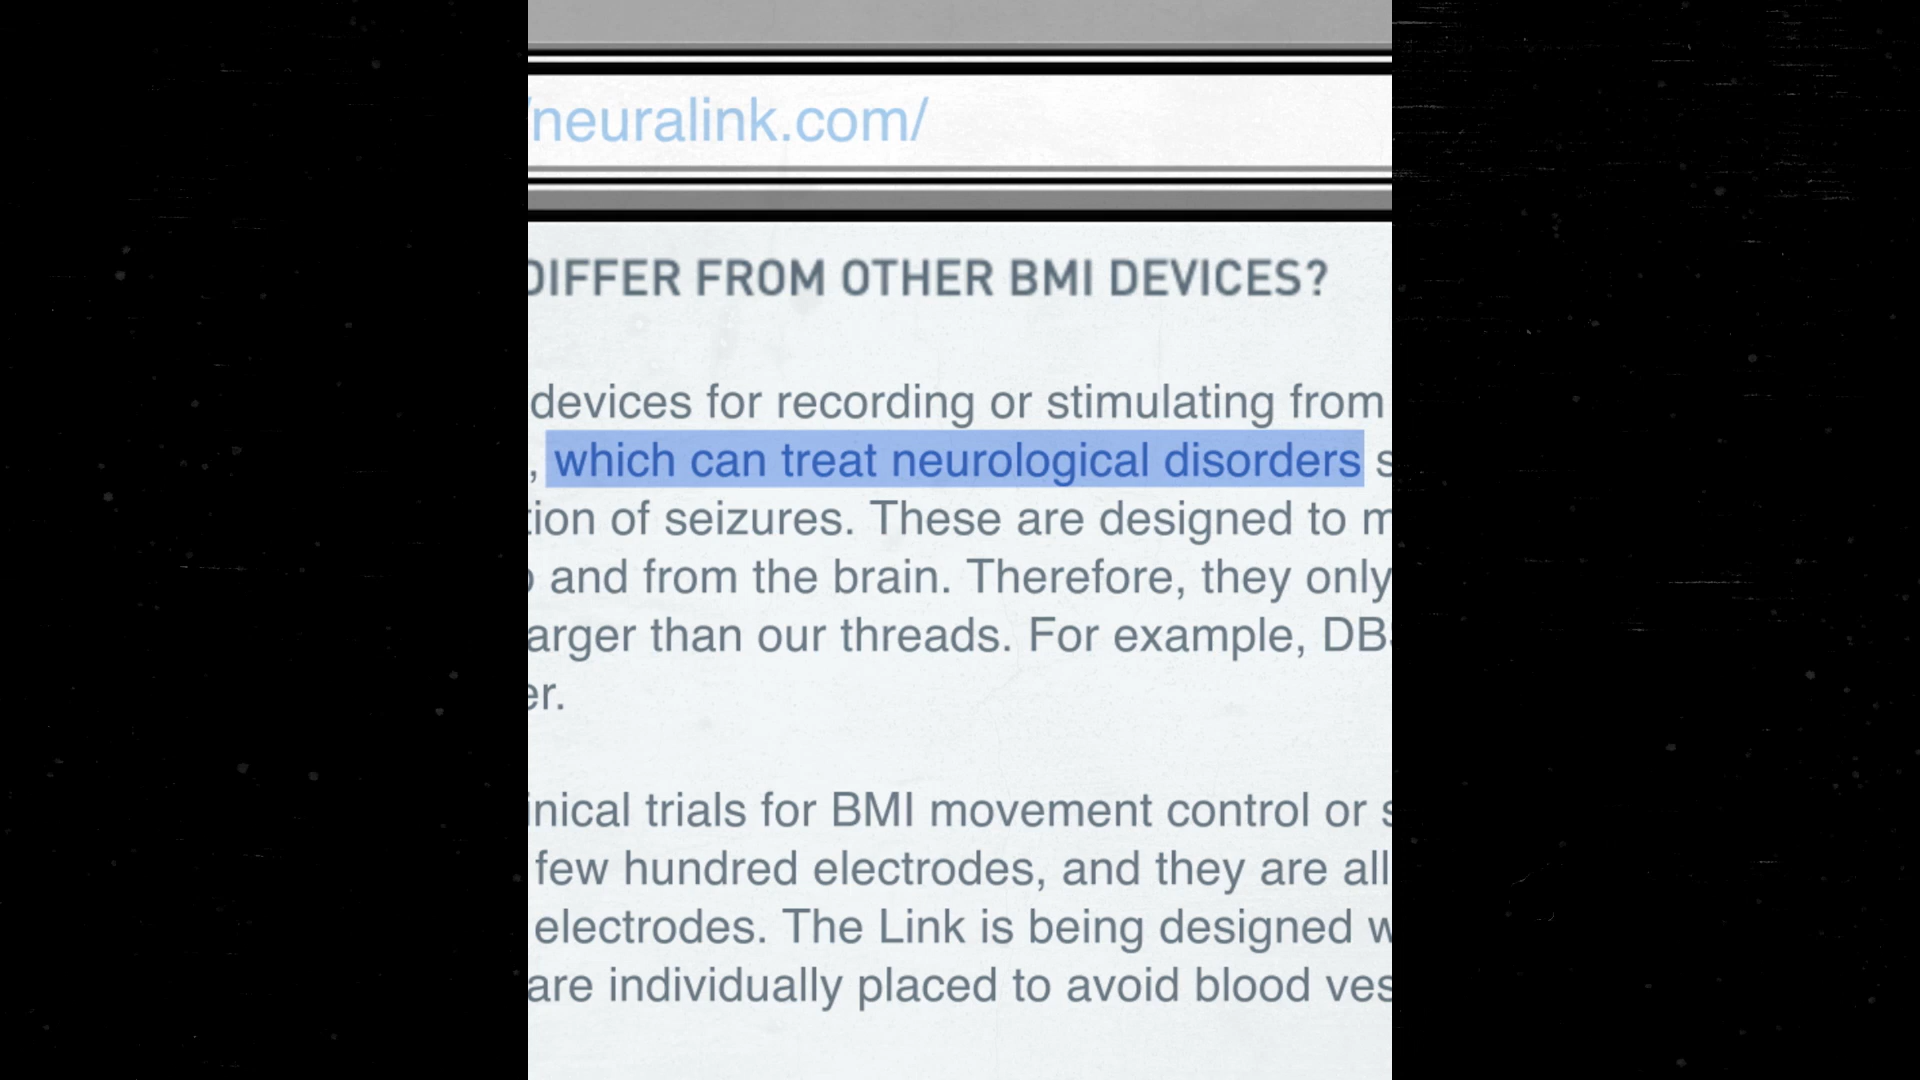 /neuralink.com/
DIFFER FROM OTHER BMI DEVICES?
devices for recording or stimulating from
, which can treat neurological disorders s
tion of seizures. These are designed to m
o and from the brain. Therefore, they only
arger than our threads. For example, DBS
er.
inical trials for BMI movement control or s
few hundred electrodes, and they are all
electrodes. The Link is being designed w
are individually placed to avoid blood ves